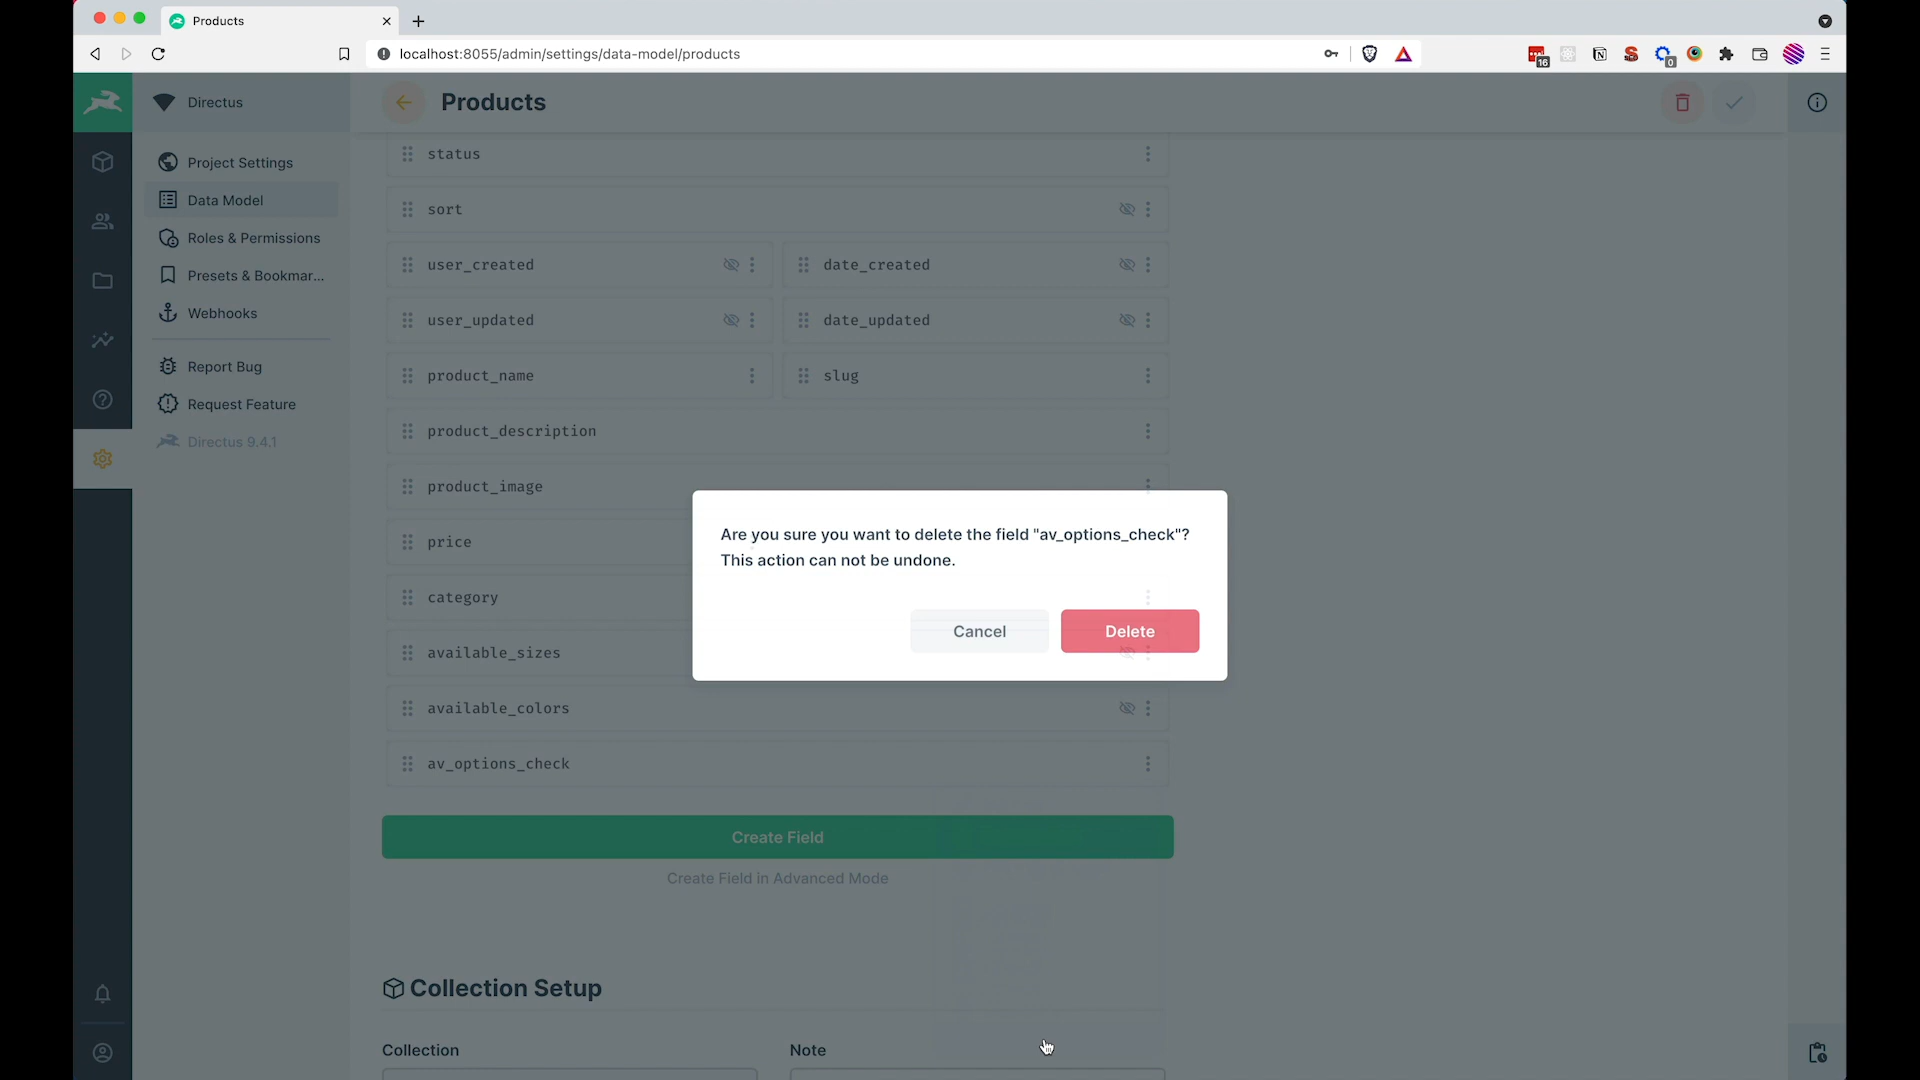 Products
localhost:8055/admin/settings/data-model/products
16
0
Directus
Products
Project Settings
Data Model
Roles & Permissions
Presets & Bookmar...
Webhooks
Report Bug
Request Feature
Directus 9.4.1
status
sort
user_created
date_created
user_updated
date_updated
product_name
slug
product_description
product_image
price
category
available_sizes
available_colors
av_options_check
Are you sure you want to delete the field "av_options_check"?
This action can not be undone.
Cancel
Delete
Create Field
Create Field in Advanced Mode
Collection Setup
Collection
Note